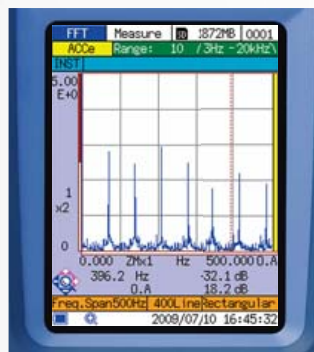 FFT Measure SD :872MB 0001
ACCe Range: 10 /3Hz -20kHz\
INST
5.00
E+0
1
x2
0
0.000 ZMx1 Hz 500.000 O.A
396.2 Hz -32.1 dB
O.A 18.2 dB
Freq.Span500Hz 400Line Rectangular
2009/07/10 16:45:32